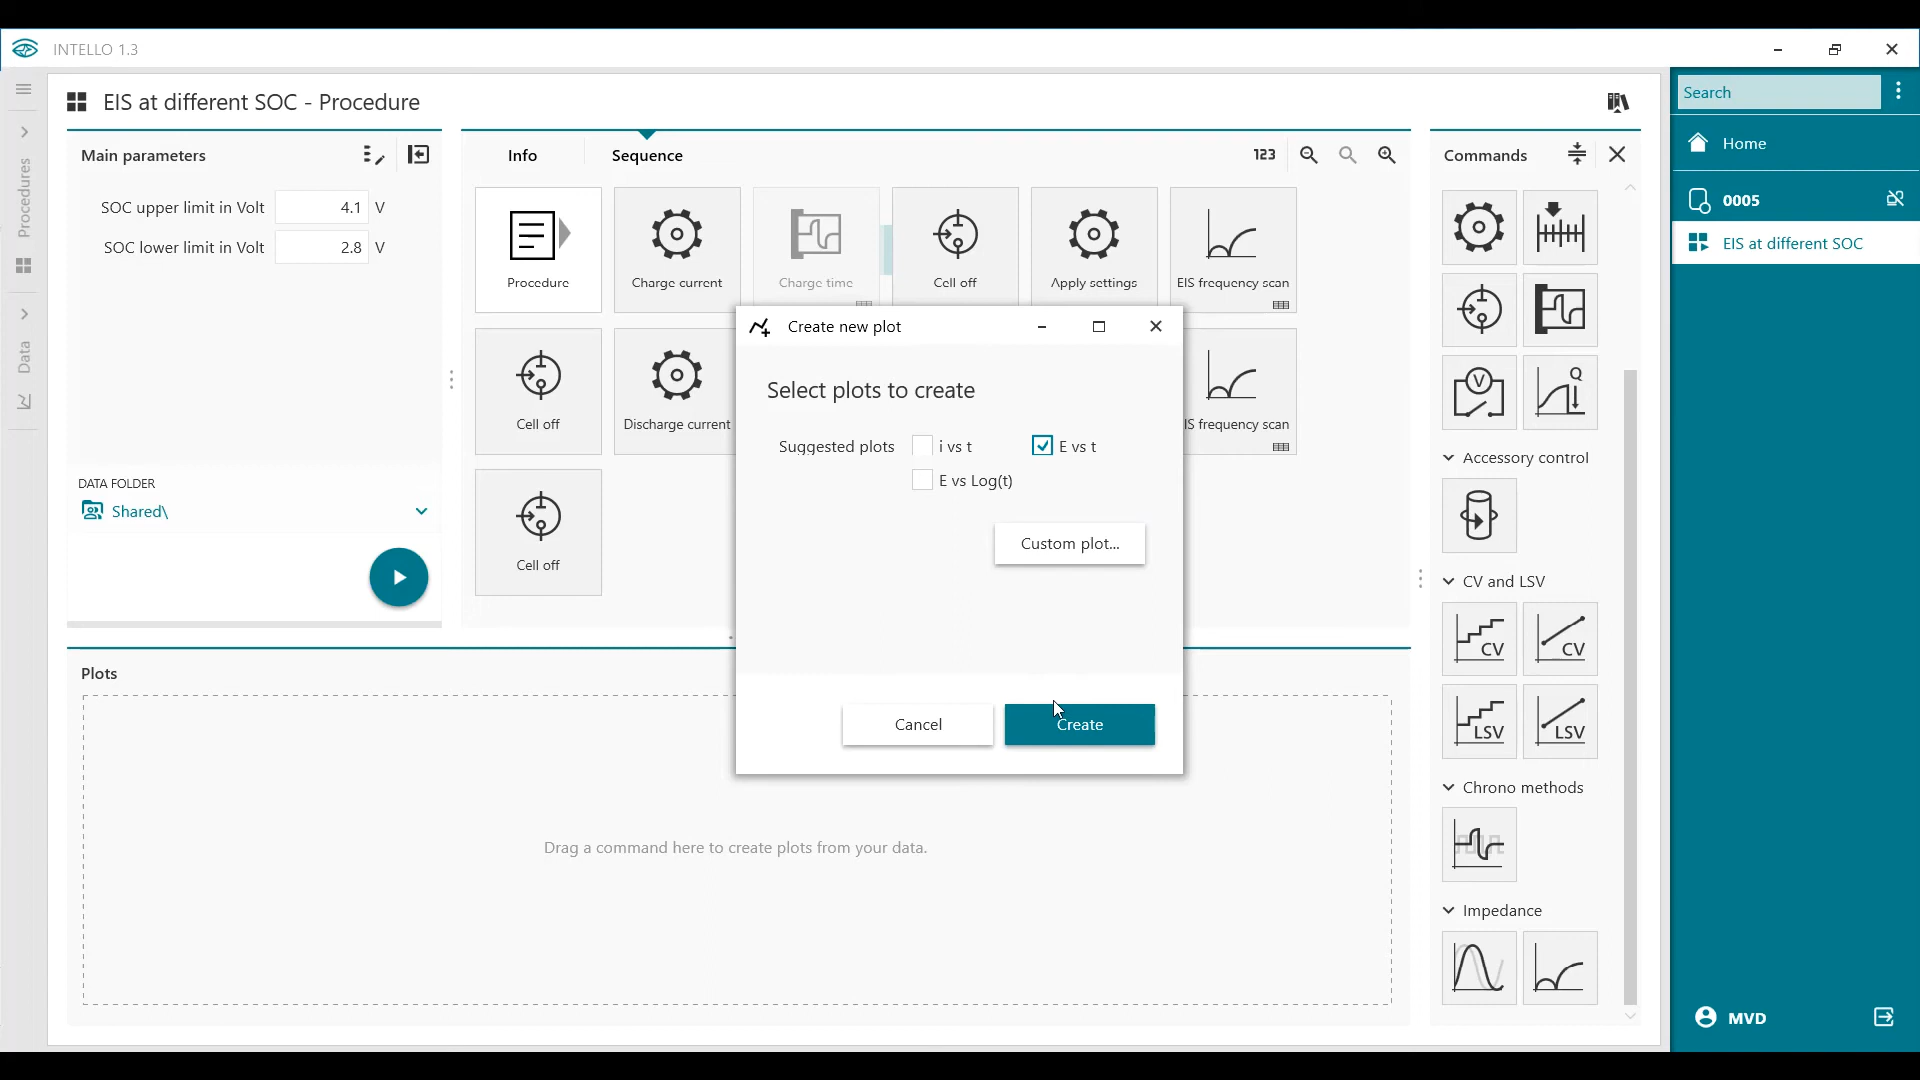 INTELLO 1.3
EIS at different SOC - Procedure
Search
Main parameters
Info
Sequence
123
Commands
Home
Procedures
SOC upper limit in Volt 4.1 V
SOC lower limit in Volt 2.8 V
0005
EIS at different SOC
Procedure
Charge current
Charge time
Cell off
Apply settings
EIS frequency scan
Create new plot
V
Q
Data
Cell off
Discharge current
IS frequency scan
Select plots to create
Suggested plots
i vs t
E vs t
E vs Log(t)
Accessory control
DATA FOLDER
Shared\
Cell off
Custom plot...
CV and LSV
CV
CV
Plots
Cancel
Create
LSV
LSV
Chrono methods
Drag a command here to create plots from your data.
Impedance
MVD